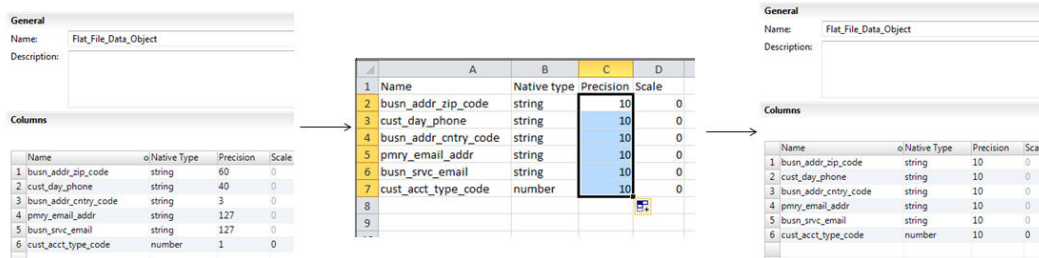 General
Name: Flat_File_Data_Object
Description:
Columns
Name Native Type Precision Scale
1 busn_addr_zip_code string 60 0
2 cust_day_phone string 40 0
3 busn_addr_cntry_code string 3 0
4 pmry_email_addr string 127 0
5 busn_srvc_email string 127 0
6 cust_acct_type_code number 1 0
A B C D
1 Name Native type Precision Scale
2 busn_addr_zip_code string 10 0
3 cust_day_phone string 10 0
4 busn_addr_cntry_code string 10 0
5 pmry_email_addr string 10 0
6 busn_srvc_email string 10 0
7 cust_acct_type_code number 10 0
8
9
General
Name: Flat_File_Data_Object
Description:
Columns
Name Native Type Precision Sca
1 busn_addr_zip_code string 10 0
2 cust_day_phone string 10 0
3 busn_addr_cntry_code string 10 0
4 pmry_email_addr string 10 0
5 busn_srvc_email string 10 0
6 cust_acct_type_code number 10 0